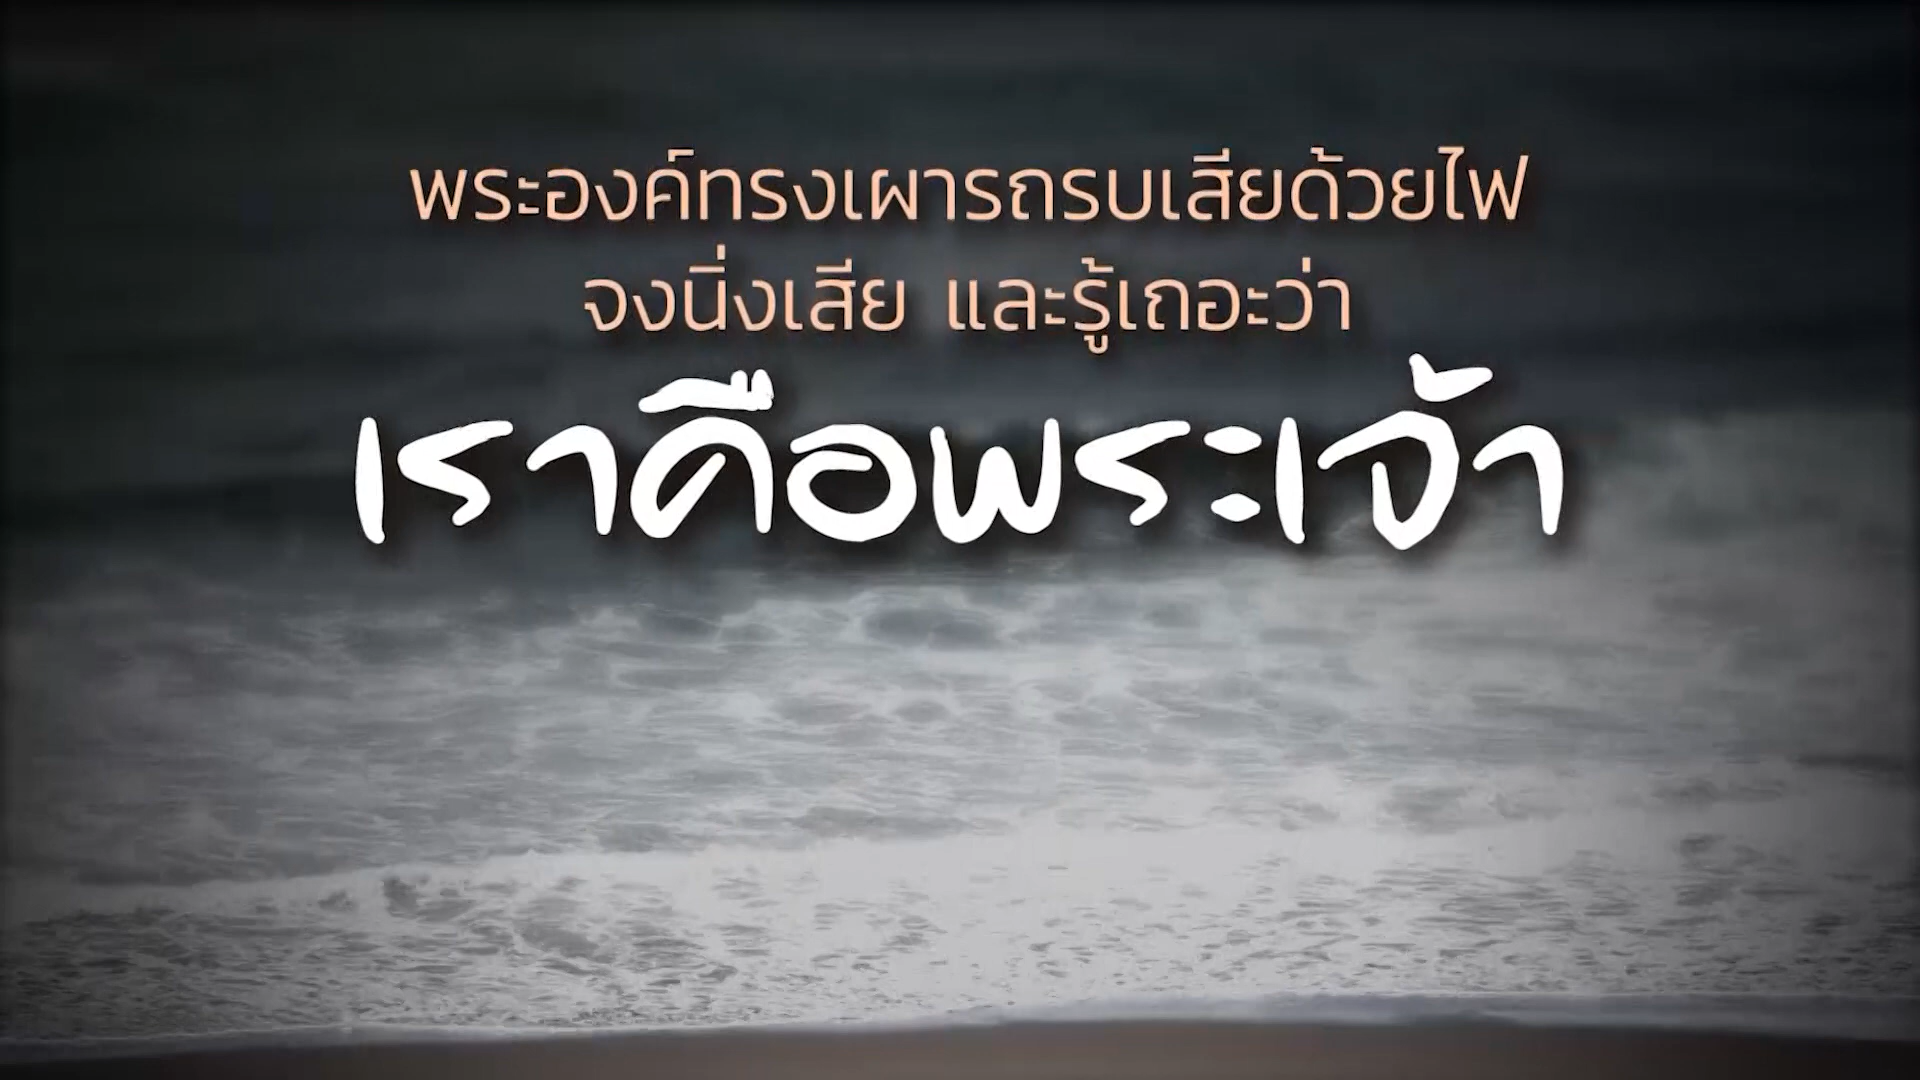 พระองค์ทรงเผารถรบเสียด้วยไฟ
จงนิ่งเสีย และรู้เถอะว่า
เราคือพระเจ้า